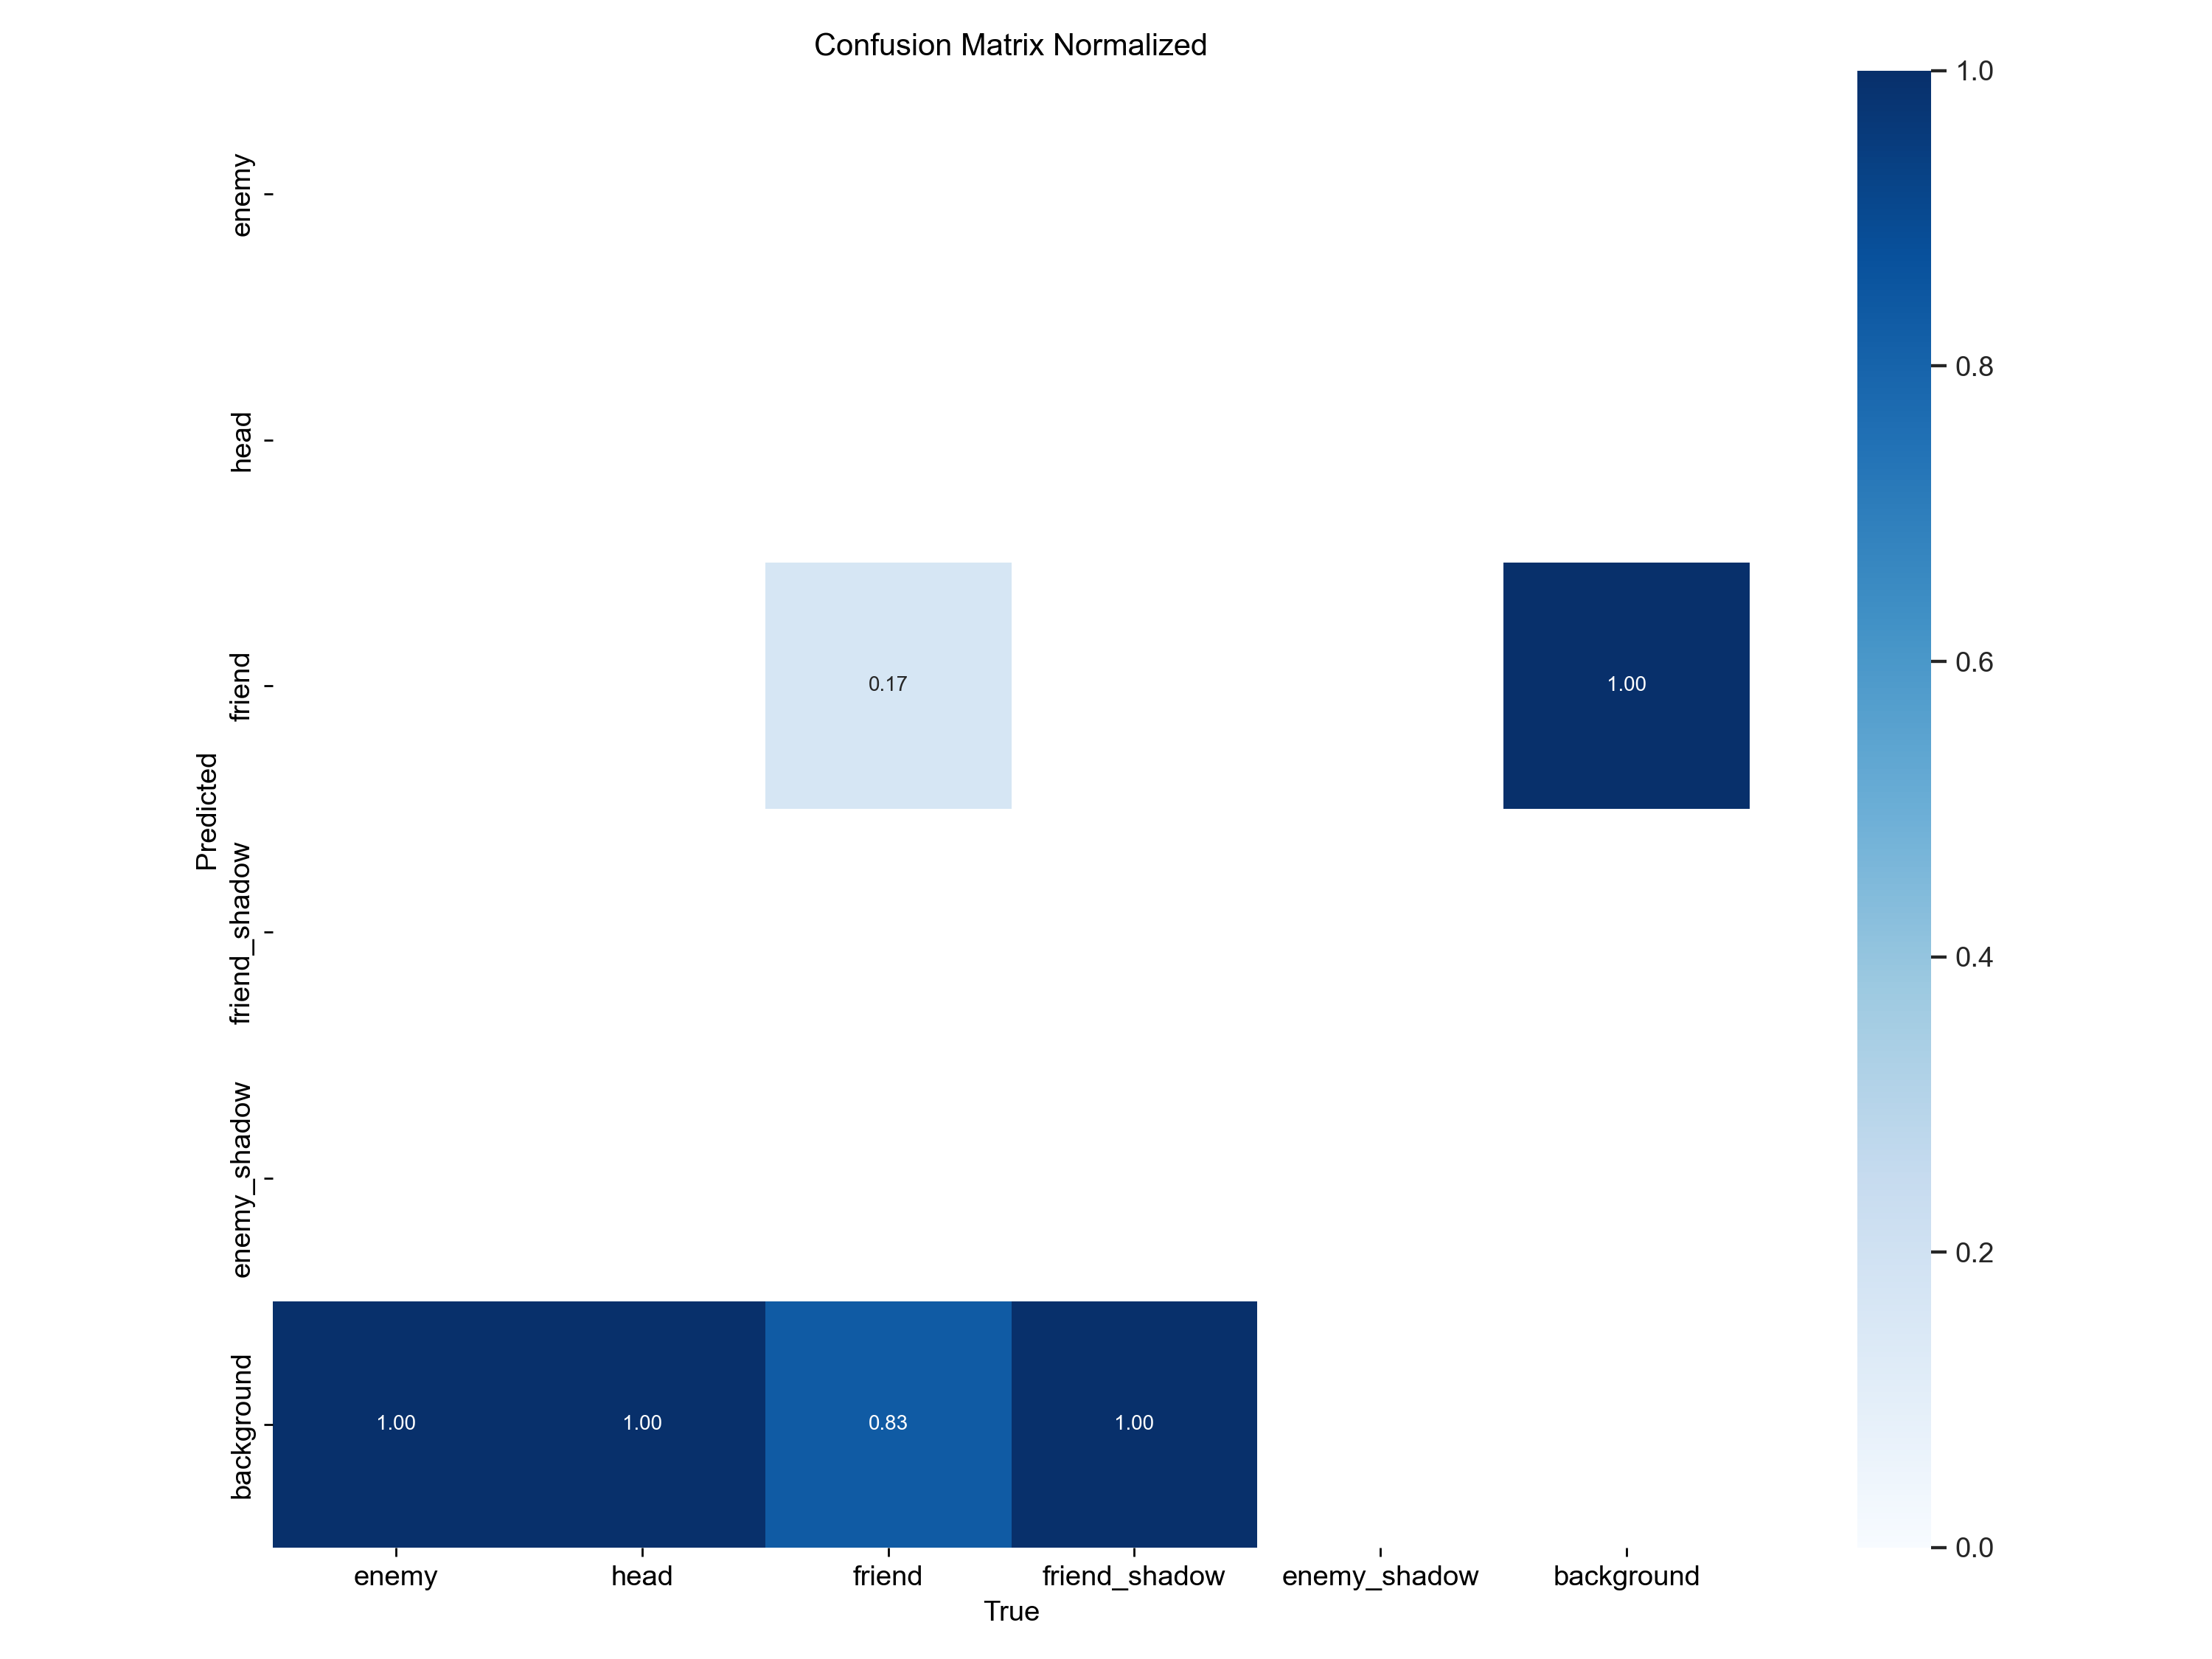 Confusion Matrix Normalized
1.0
0.8
0.6
0.4
0.2
0.0
Predicted
enemy
head
friend
friend_shadow
enemy_shadow
background
0.17
1.00
1.00
1.00
0.83
1.00
enemy
head
friend
friend_shadow
enemy_shadow
background
True